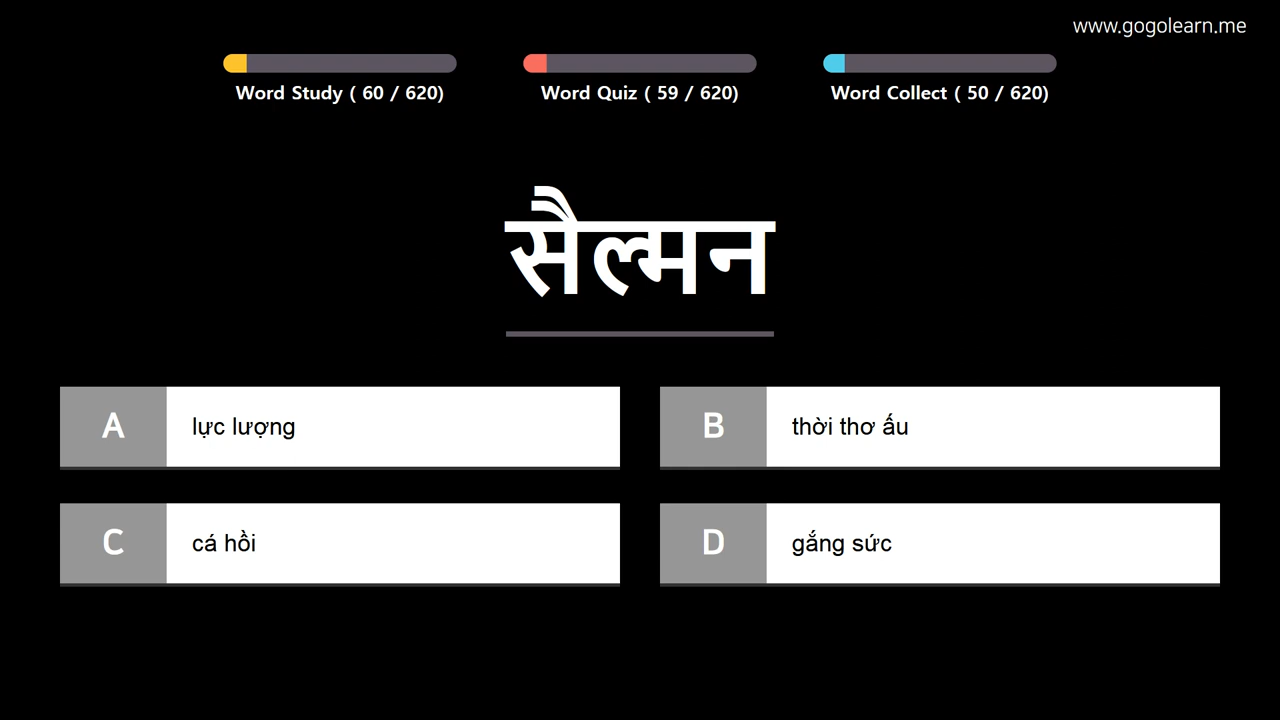 www.gogolearn.me
Word Study ( 60 / 620)
Word Quiz ( 59 / 620)
Word Collect ( 50 / 620)
सैल्मन
A lực lượng
B thời thơ ấu
C cá hồi
D gắng sức